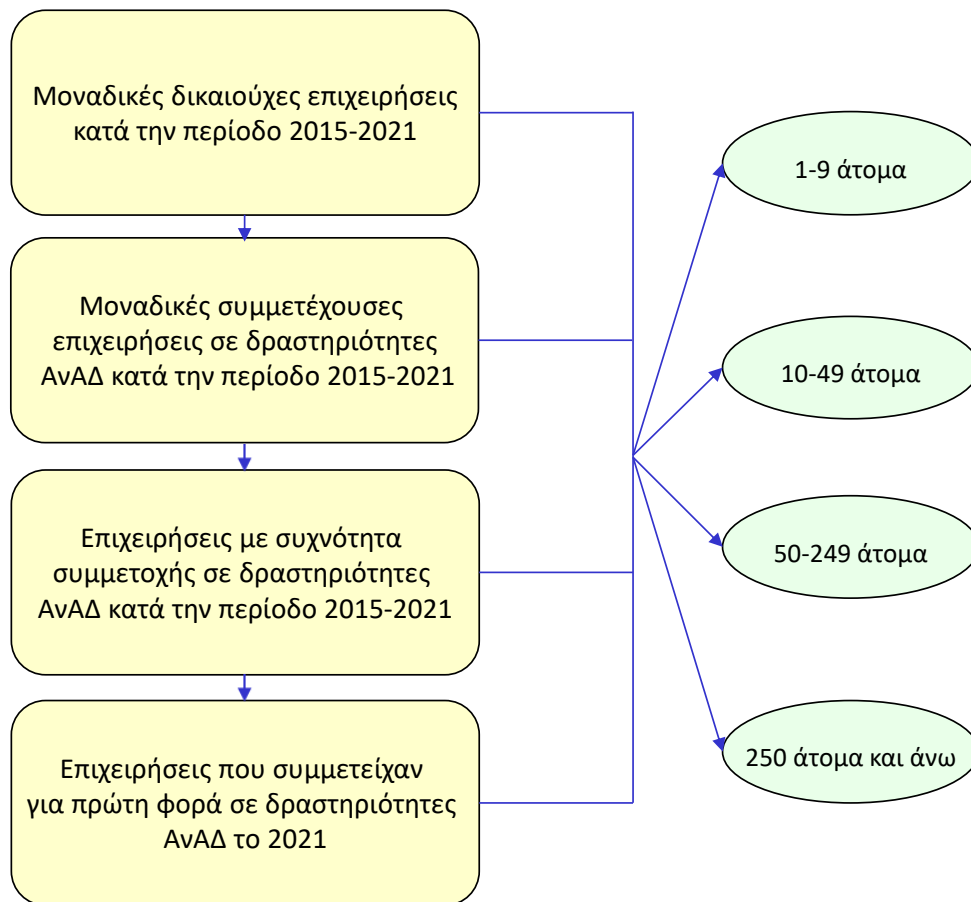 Μοναδικές δικαιούχες επιχειρήσεις
κατά την περίοδο 2015-2021
Μοναδικές συμμετέχουσες
επιχειρήσεις σε δραστηριότητες
ΑνΑΔ κατά την περίοδο 2015-2021
Επιχειρήσεις με συχνότητα
συμμετοχής σε δραστηριότητες
ΑνΑΔ κατά την περίοδο 2015-2021
Επιχειρήσεις που συμμετείχαν
για πρώτη φορά σε δραστηριότητες
ΑνΑΔ το 2021
1-9 άτομα
10-49 άτομα
50-249 άτομα
250 άτομα και άνω